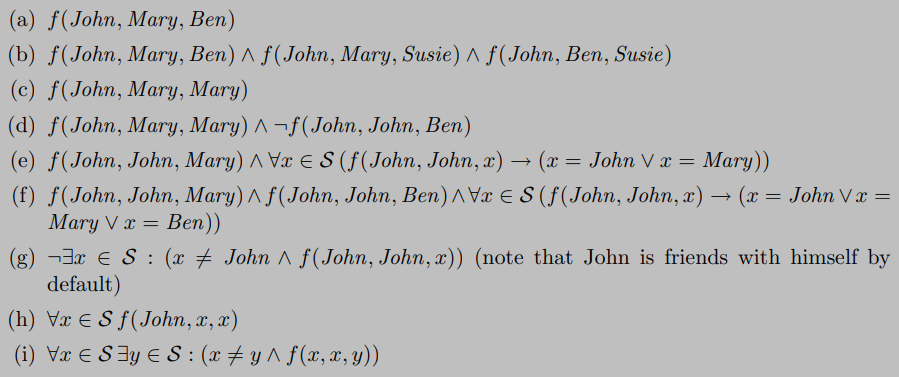 (a) f(John, Mary, Ben)
(b) f(John, Mary, Ben) ∧ f(John, Mary, Susie) ∧ f(John, Ben, Susie)
(c) f(John, Mary, Mary)
(d) f(John, Mary, Mary) ∧ ¬f(John, John, Ben)
(e) f(John, John, Mary) ∧ ∀x ∈ 𝒮 (f(John, John, x) → (x = John ∨ x = Mary))
(f) f(John, John, Mary) ∧ f(John, John, Ben) ∧ ∀x ∈ 𝒮 (f(John, John, x) → (x = John ∨ x =
Mary ∨ x = Ben))
(g) ¬∃x ∈ 𝒮 : (x ≠ John ∧ f(John, John, x)) (note that John is friends with himself by
default)
(h) ∀x ∈ 𝒮 f(John, x, x)
(i) ∀x ∈ 𝒮 ∃y ∈ 𝒮 : (x ≠ y ∧ f(x, x, y))